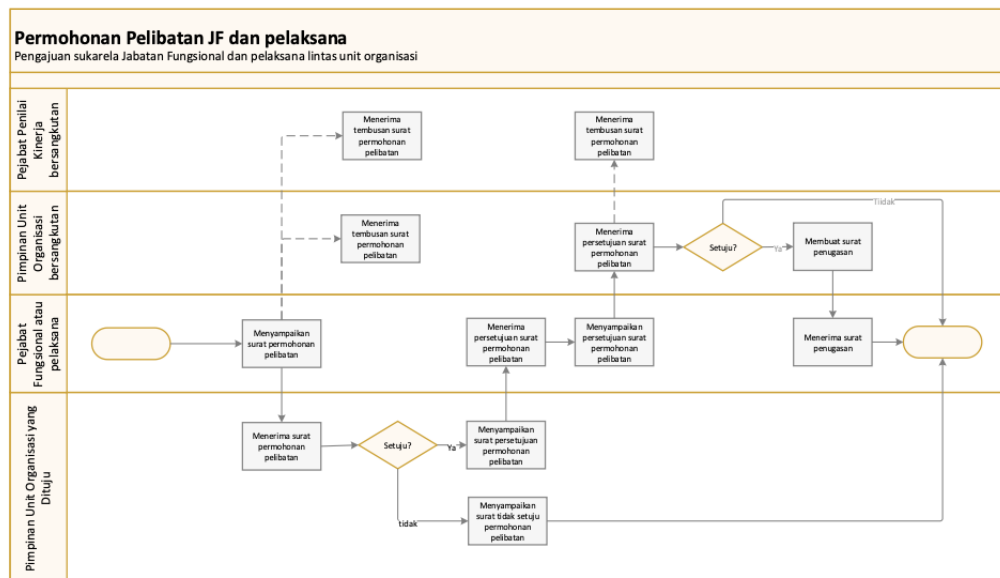 Permohonan Pelibatan JF dan pelaksana
Pengajuan sukarela Jabatan Fungsional dan pelaksana lintas unit organisasi
Pejabat Penilai
Kinerja
bersangkutan
Menerima
tembusan surat
permohonan
pelibatan
Menerima
tembusan surat
permohonan
pelibatan
Pimpinan Unit
Organisasi
bersangkutan
Menerima
tembusan surat
permohonan
pelibatan
Menerima
persetujuan surat
permohonan
pelibatan
Setuju?
Tiidak
Ya
Membuat surat
penugasan
Pejabat
Fungsional atau
pelaksana
Menyampaikan
surat permohonan
pelibatan
Menerima
persetujuan surat
permohonan
pelibatan
Menyampaikan
persetujuan surat
permohonan
pelibatan
Menerima surat
penugasan
Pimpinan Unit Organisasi yang
Dituju
Menerima surat
permohonan
pelibatan
Setuju?
Ya
Menyampaikan
surat persetujuan
permohonan
pelibatan
tidak
Menyampaikan
surat tidak setuju
permohonan
pelibatan